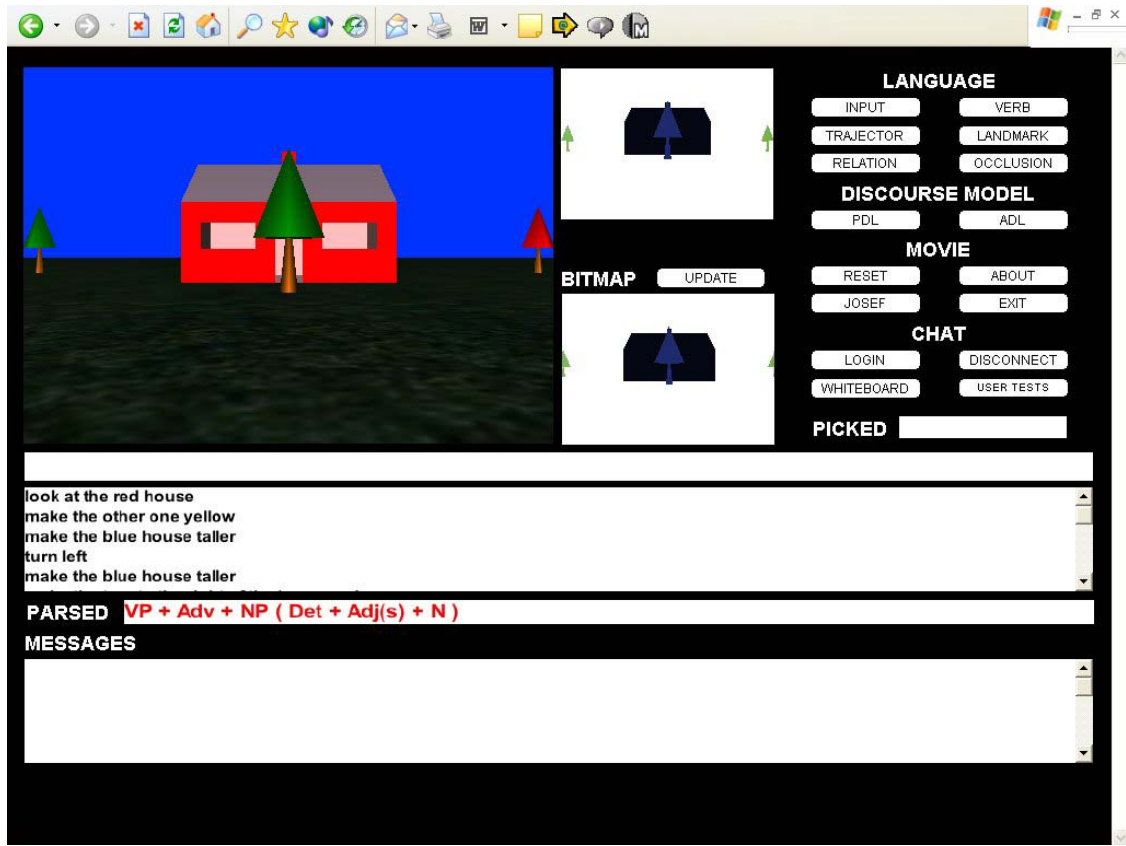 LANGUAGE
INPUT VERB
TRAJECTOR LANDMARK
RELATION OCCLUSION
DISCOURSE MODEL
PDL ADL
MOVIE
BITMAP UPDATE
RESET ABOUT
JOSEF EXIT
CHAT
LOGIN DISCONNECT
WHITEBOARD USER TESTS
PICKED
look at the red house
make the other one yellow
make the blue house taller
turn left
make the blue house taller
PARSED VP + Adv + NP ( Det + Adj(s) + N )
MESSAGES